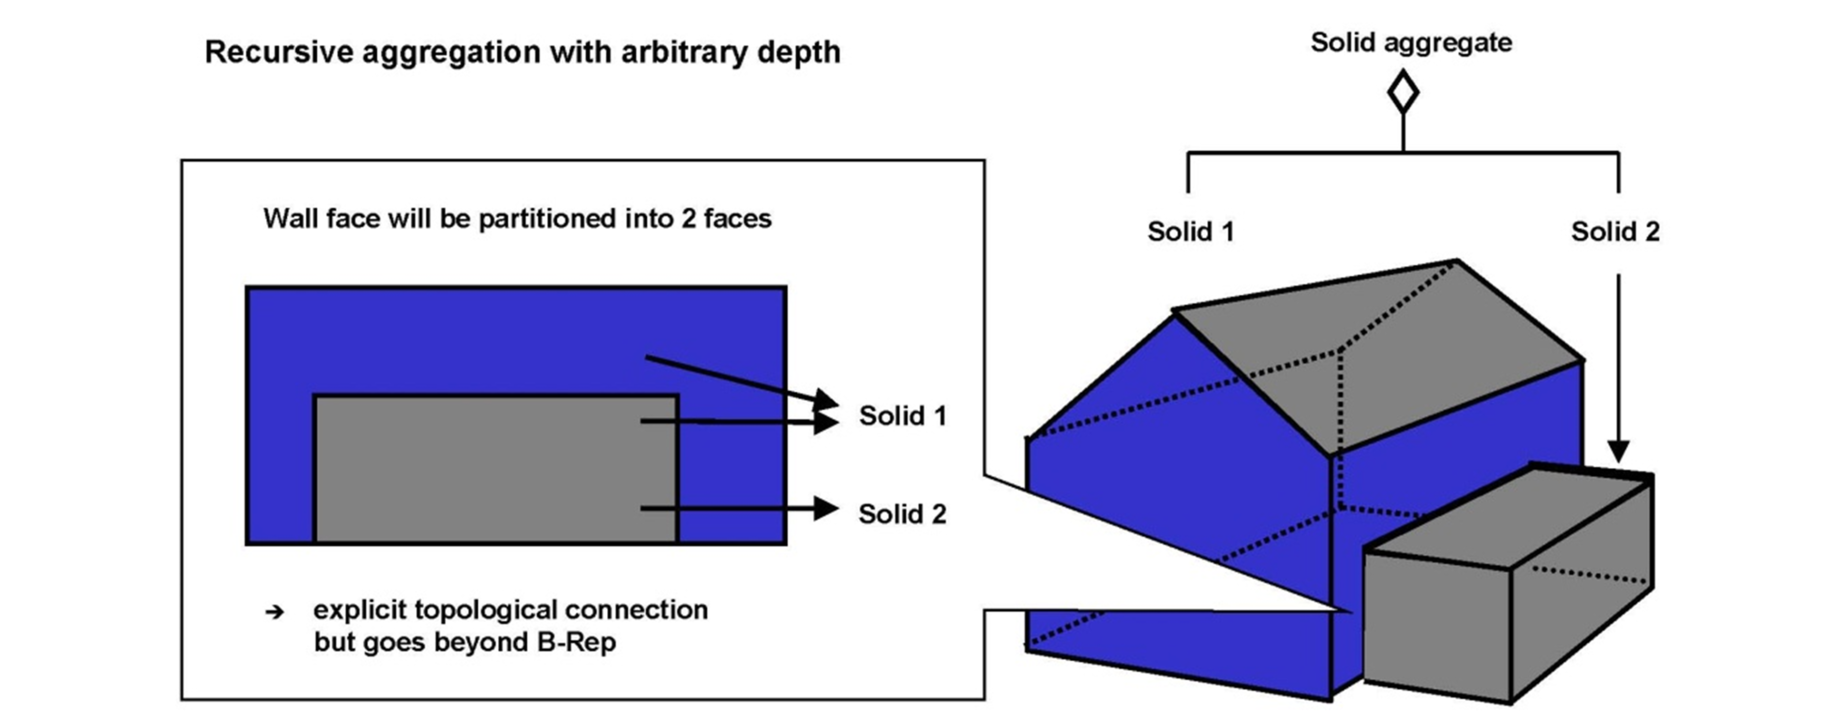 Recursive aggregation with arbitrary depth
Solid aggregate
Wall face will be partitioned into 2 faces
Solid 1
Solid 2
Solid 1
Solid 2
➔ explicit topological connection
but goes beyond B-Rep